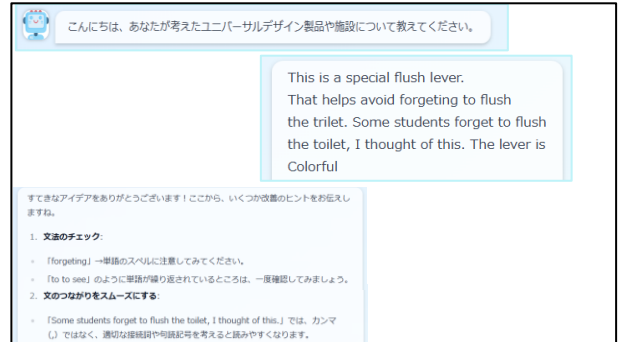 こんにちは、あなたが考えたユニバーサルデザイン製品や施設について教えてください。
This is a special flush lever.
That helps avoid forgeting to flush
the trilet. Some students forget to flush
the toilet, I thought of this. The lever is
Colorful
すてきなアイデアをありがとうございます！ここから、いくつか改善のヒントをお伝えし
ますね。
1. 文法のチェック:
◦ 「forgeting」→単語のスペルに注意してみてください。
◦ 「to to see」のように単語が繰り返されているところは、一度確認してみましょう。
2. 文のつながりをスムーズにする:
◦ 「Some students forget to flush the toilet, I thought of this.」では、カンマ
（,）ではなく、適切な接続詞や句読記号を考えると読みやすくなります。